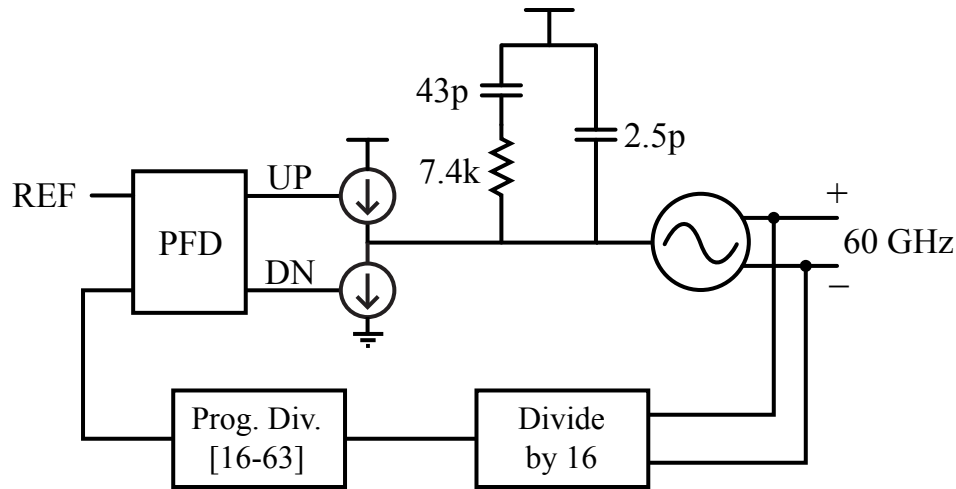 43p
7.4k
2.5p
REF
PFD
UP
DN
+
60 GHz
−
Prog. Div.
[16-63]
Divide
by 16